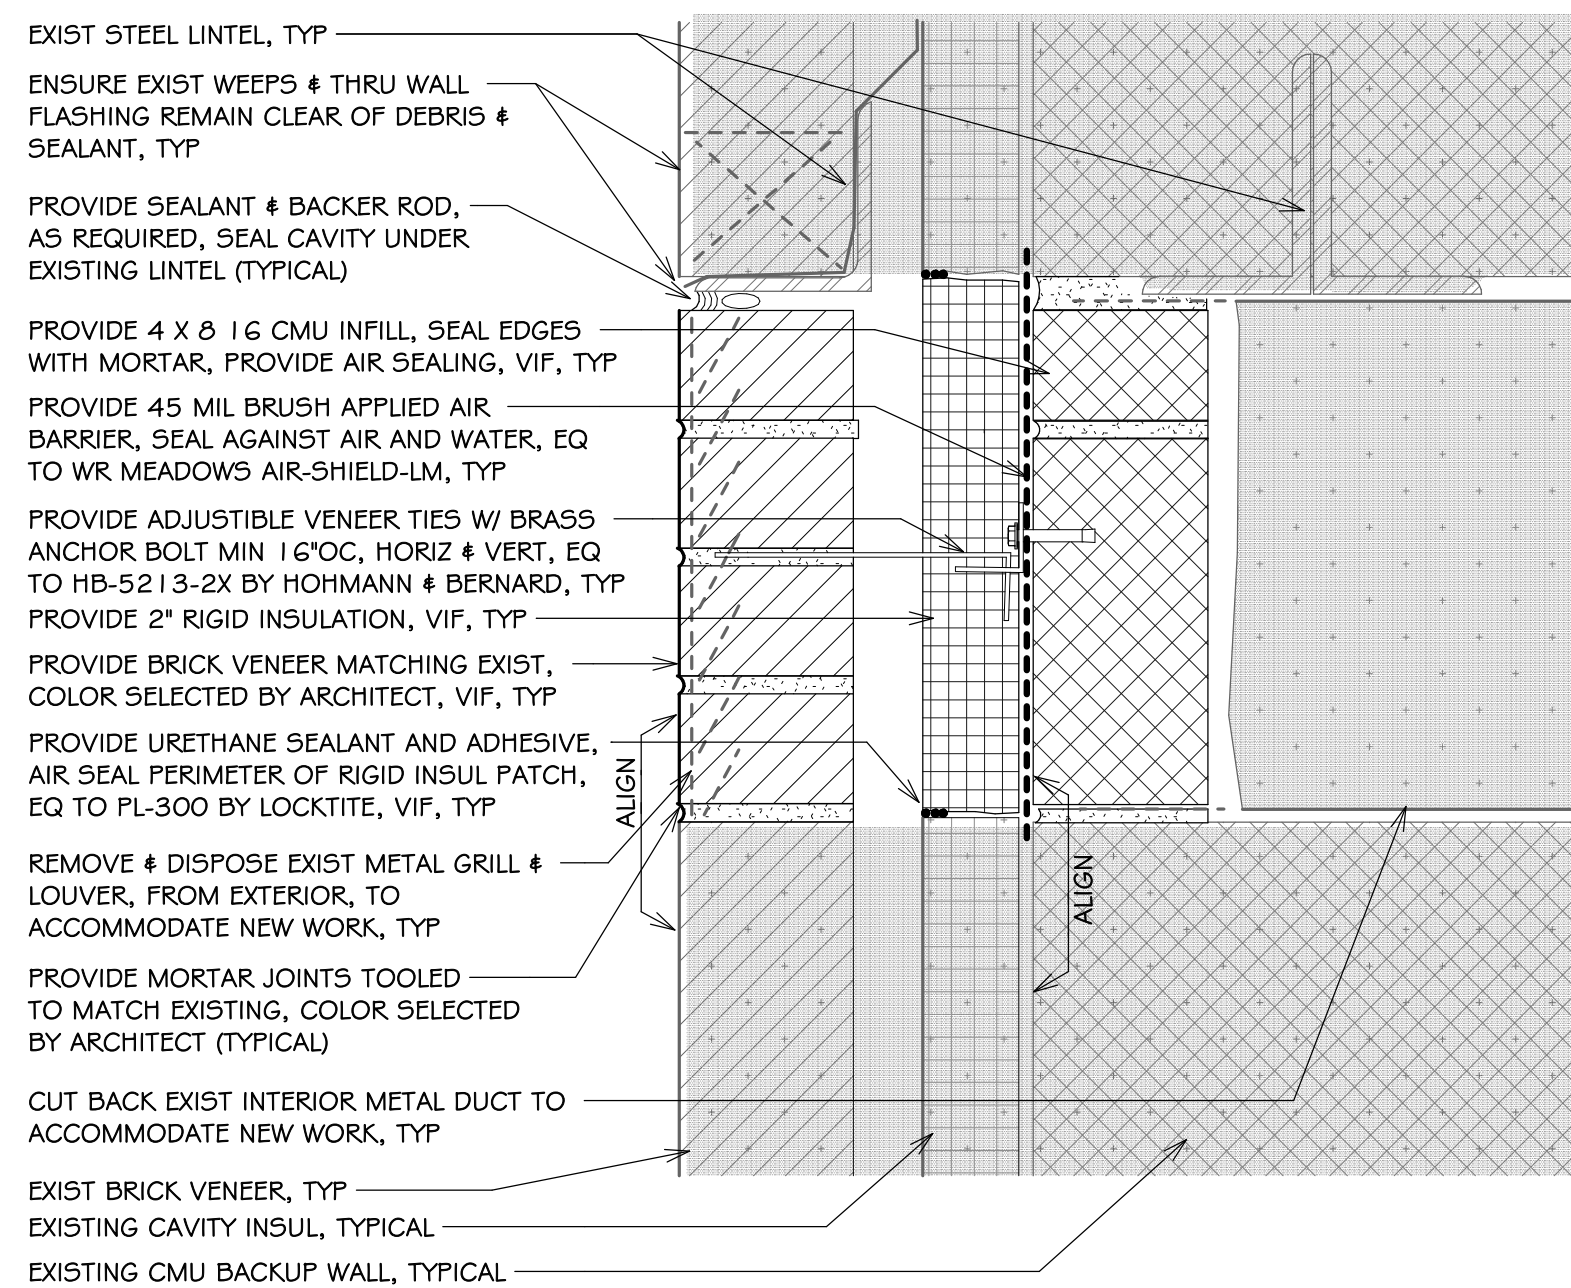 EXIST STEEL LINTEL, TYP
ENSURE EXIST WEEPS & THRU WALL
FLASHING REMAIN CLEAR OF DEBRIS &
SEALANT, TYP
PROVIDE SEALANT & BACKER ROD,
AS REQUIRED, SEAL CAVITY UNDER
EXISTING LINTEL (TYPICAL)
PROVIDE 4 X 8 16 CMU INFILL, SEAL EDGES
WITH MORTAR, PROVIDE AIR SEALING, VIF, TYP
PROVIDE 45 MIL BRUSH APPLIED AIR
BARRIER, SEAL AGAINST AIR AND WATER, EQ
TO WR MEADOWS AIR-SHIELD-LM, TYP
PROVIDE ADJUSTIBLE VENEER TIES W/ BRASS
ANCHOR BOLT MIN 16"OC, HORIZ & VERT, EQ
TO HB-5213-2X BY HOHMANN & BERNARD, TYP
PROVIDE 2" RIGID INSULATION, VIF, TYP
PROVIDE BRICK VENEER MATCHING EXIST,
COLOR SELECTED BY ARCHITECT, VIF, TYP
PROVIDE URETHANE SEALANT AND ADHESIVE,
AIR SEAL PERIMETER OF RIGID INSUL PATCH,
EQ TO PL-300 BY LOCKTITE, VIF, TYP
ALIGN
REMOVE & DISPOSE EXIST METAL GRILL &
LOUVER, FROM EXTERIOR, TO
ACCOMMODATE NEW WORK, TYP
ALIGN
PROVIDE MORTAR JOINTS TOOLED
TO MATCH EXISTING, COLOR SELECTED
BY ARCHITECT (TYPICAL)
CUT BACK EXIST INTERIOR METAL DUCT TO
ACCOMMODATE NEW WORK, TYP
EXIST BRICK VENEER, TYP
EXISTING CAVITY INSUL, TYPICAL
EXISTING CMU BACKUP WALL, TYPICAL